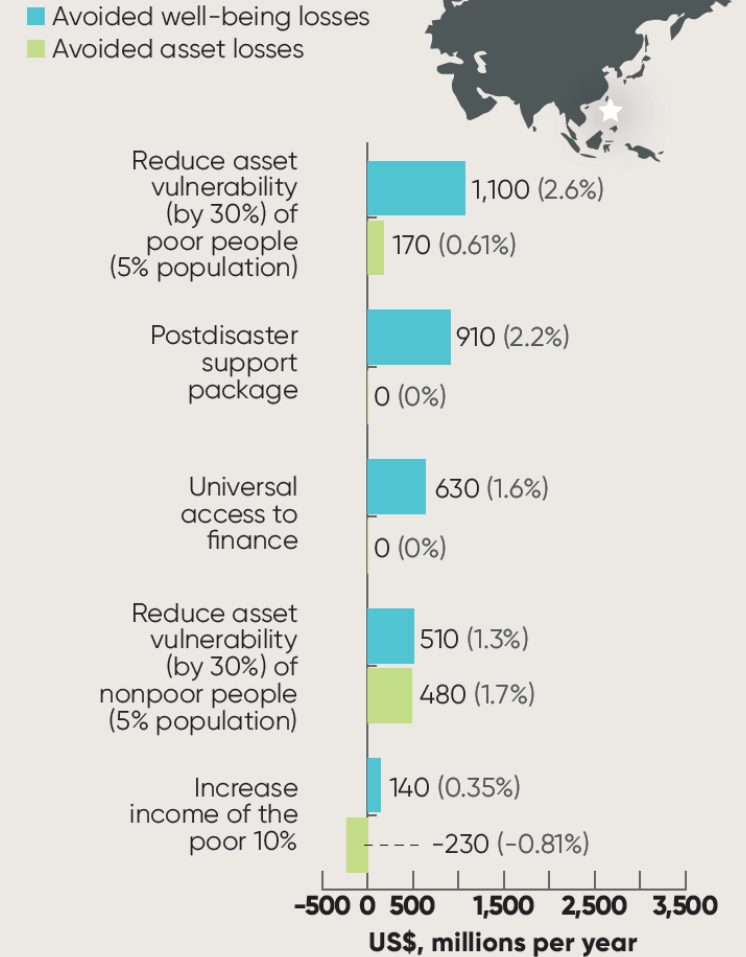 Avoided well-being losses
Avoided asset losses
Reduce asset
vulnerability
(by 30%) of
poor people
(5% population)
1,100 (2.6%)
170 (0.61%)
Postdisaster
support
package
910 (2.2%)
0 (0%)
Universal
access to
finance
630 (1.6%)
0 (0%)
Reduce asset
vulnerability
(by 30%) of
nonpoor people
(5% population)
510 (1.3%)
480 (1.7%)
Increase
income of the
poor 10%
140 (0.35%)
-230 (-0.81%)
-500 0 500 1,500 2,500 3,500
US$, millions per year